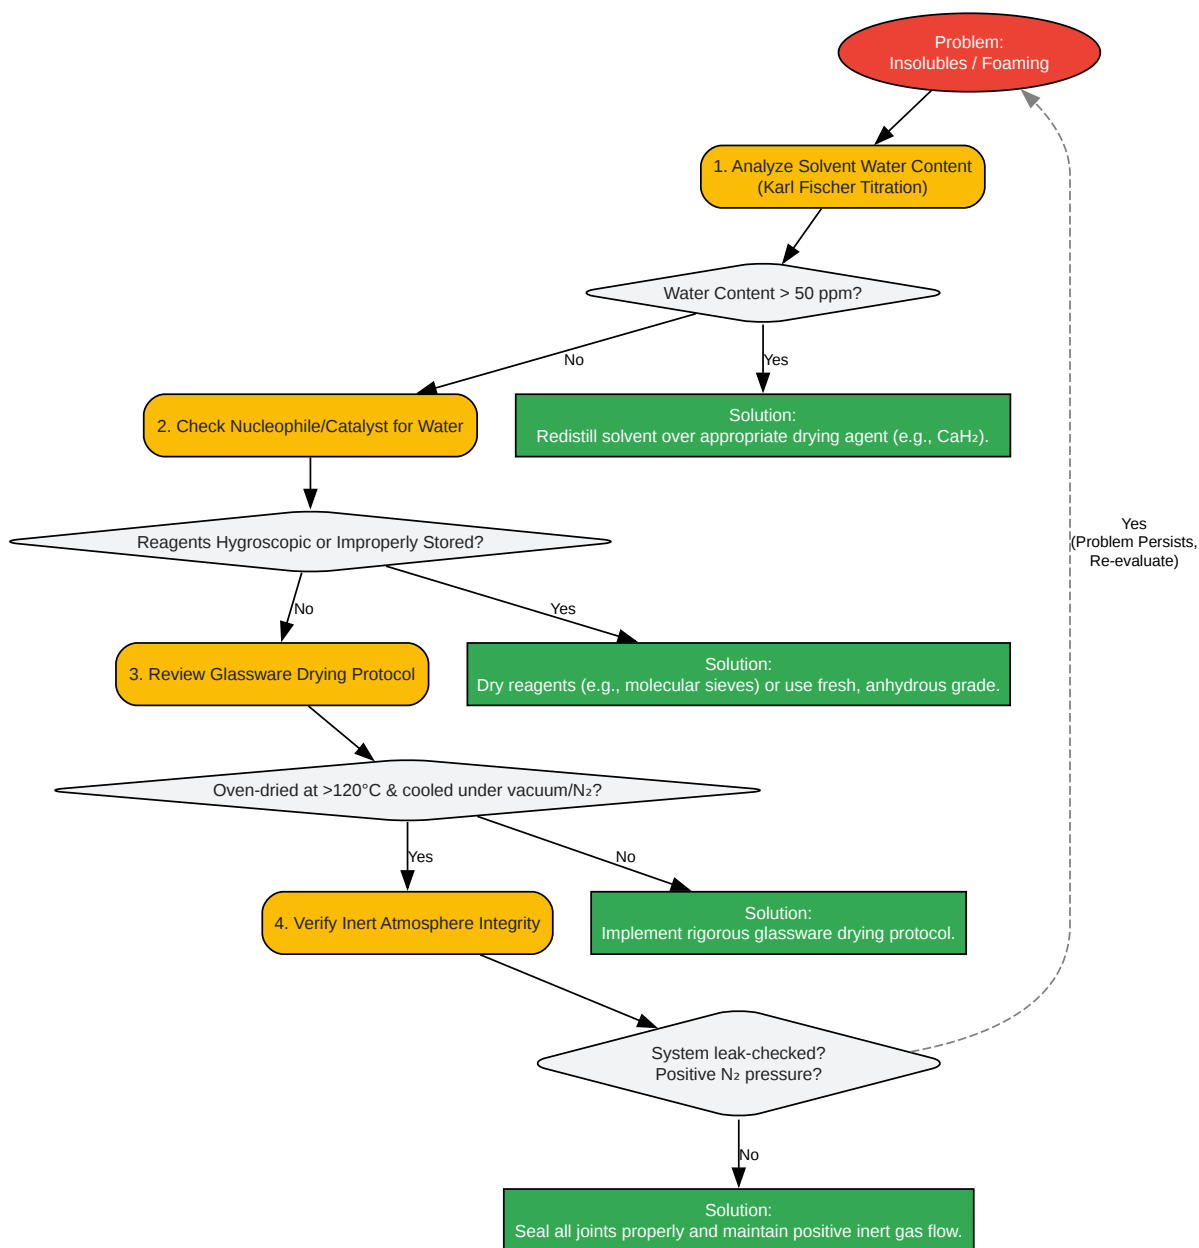 Problem:
Insolubles / Foaming
1. Analyze Solvent Water Content
(Karl Fischer Titration)
Water Content > 50 ppm?
No
Yes
2. Check Nucleophile/Catalyst for Water
Solution:
Redistill solvent over appropriate drying agent (e.g., CaH₂).
Yes
(Problem Persists,
Re-evaluate)
Reagents Hygroscopic or Improperly Stored?
No
Yes
3. Review Glassware Drying Protocol
Solution:
Dry reagents (e.g., molecular sieves) or use fresh, anhydrous grade.
Oven-dried at >120°C & cooled under vacuum/N₂?
Yes
No
4. Verify Inert Atmosphere Integrity
Solution:
Implement rigorous glassware drying protocol.
System leak-checked?
Positive N₂ pressure?
No
Solution:
Seal all joints properly and maintain positive inert gas flow.